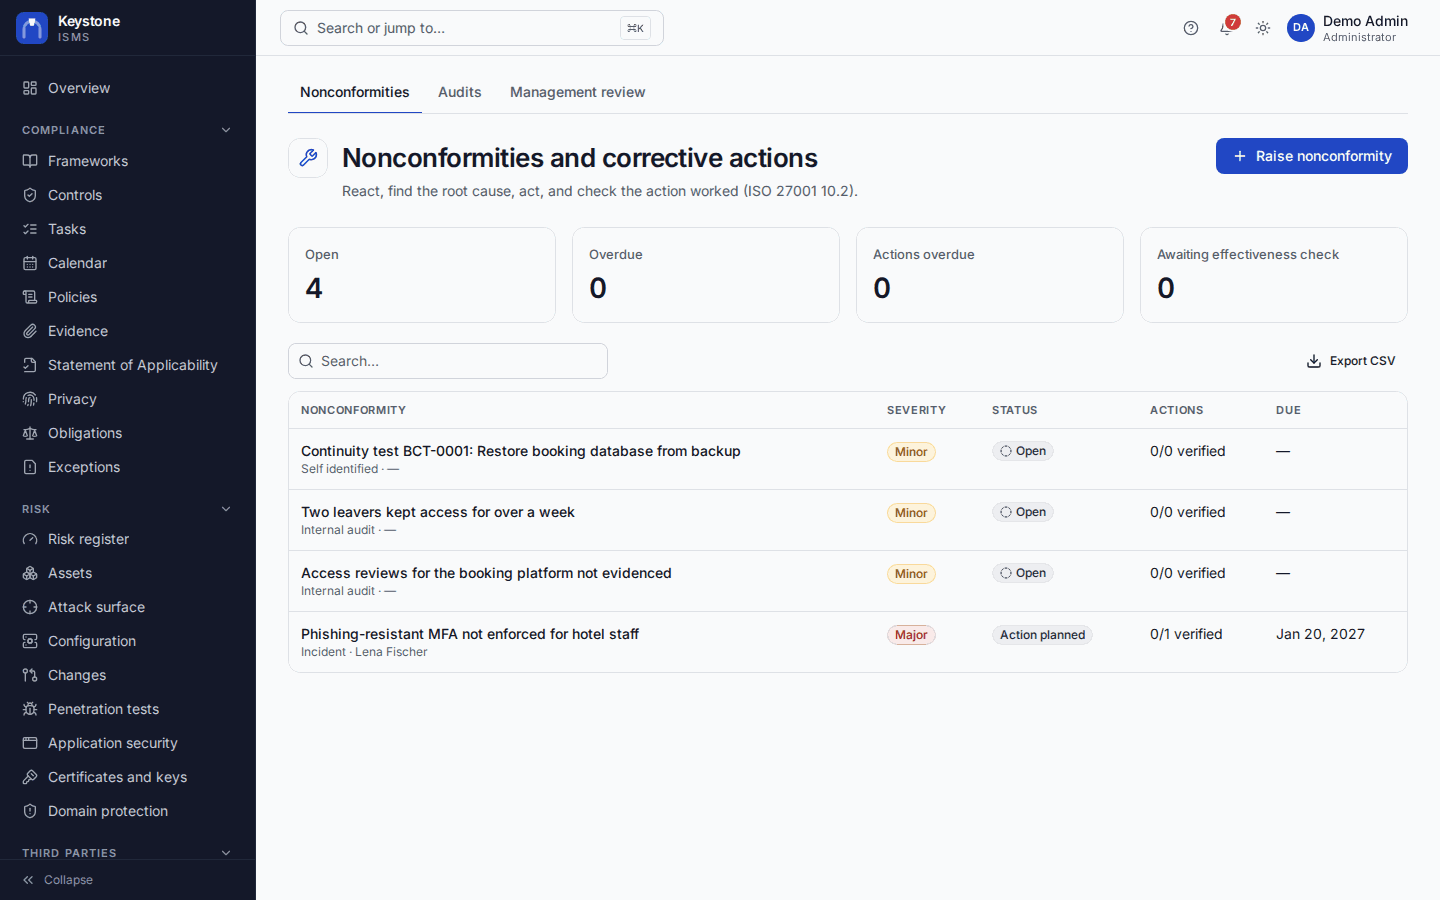 Keystone
ISMS
Search or jump to...
⌘K
7
DA
Demo Admin
Administrator
Overview
COMPLIANCE
Frameworks
Controls
Tasks
Calendar
Policies
Evidence
Statement of Applicability
Privacy
Obligations
Exceptions
RISK
Risk register
Assets
Attack surface
Configuration
Changes
Penetration tests
Application security
Certificates and keys
Domain protection
THIRD PARTIES
Collapse
Nonconformities
Audits
Management review
Nonconformities and corrective actions
React, find the root cause, act, and check the action worked (ISO 27001 10.2).
Raise nonconformity
Open
4
Overdue
0
Actions overdue
0
Awaiting effectiveness check
0
Search...
Export CSV
NONCONFORMITY SEVERITY STATUS ACTIONS DUE
Continuity test BCT-0001: Restore booking database from backup Minor Open 0/0 verified —
Self identified · —
Two leavers kept access for over a week Minor Open 0/0 verified —
Internal audit · —
Access reviews for the booking platform not evidenced Minor Open 0/0 verified —
Internal audit · —
Phishing-resistant MFA not enforced for hotel staff Major Action planned 0/1 verified Jan 20, 2027
Incident · Lena Fischer